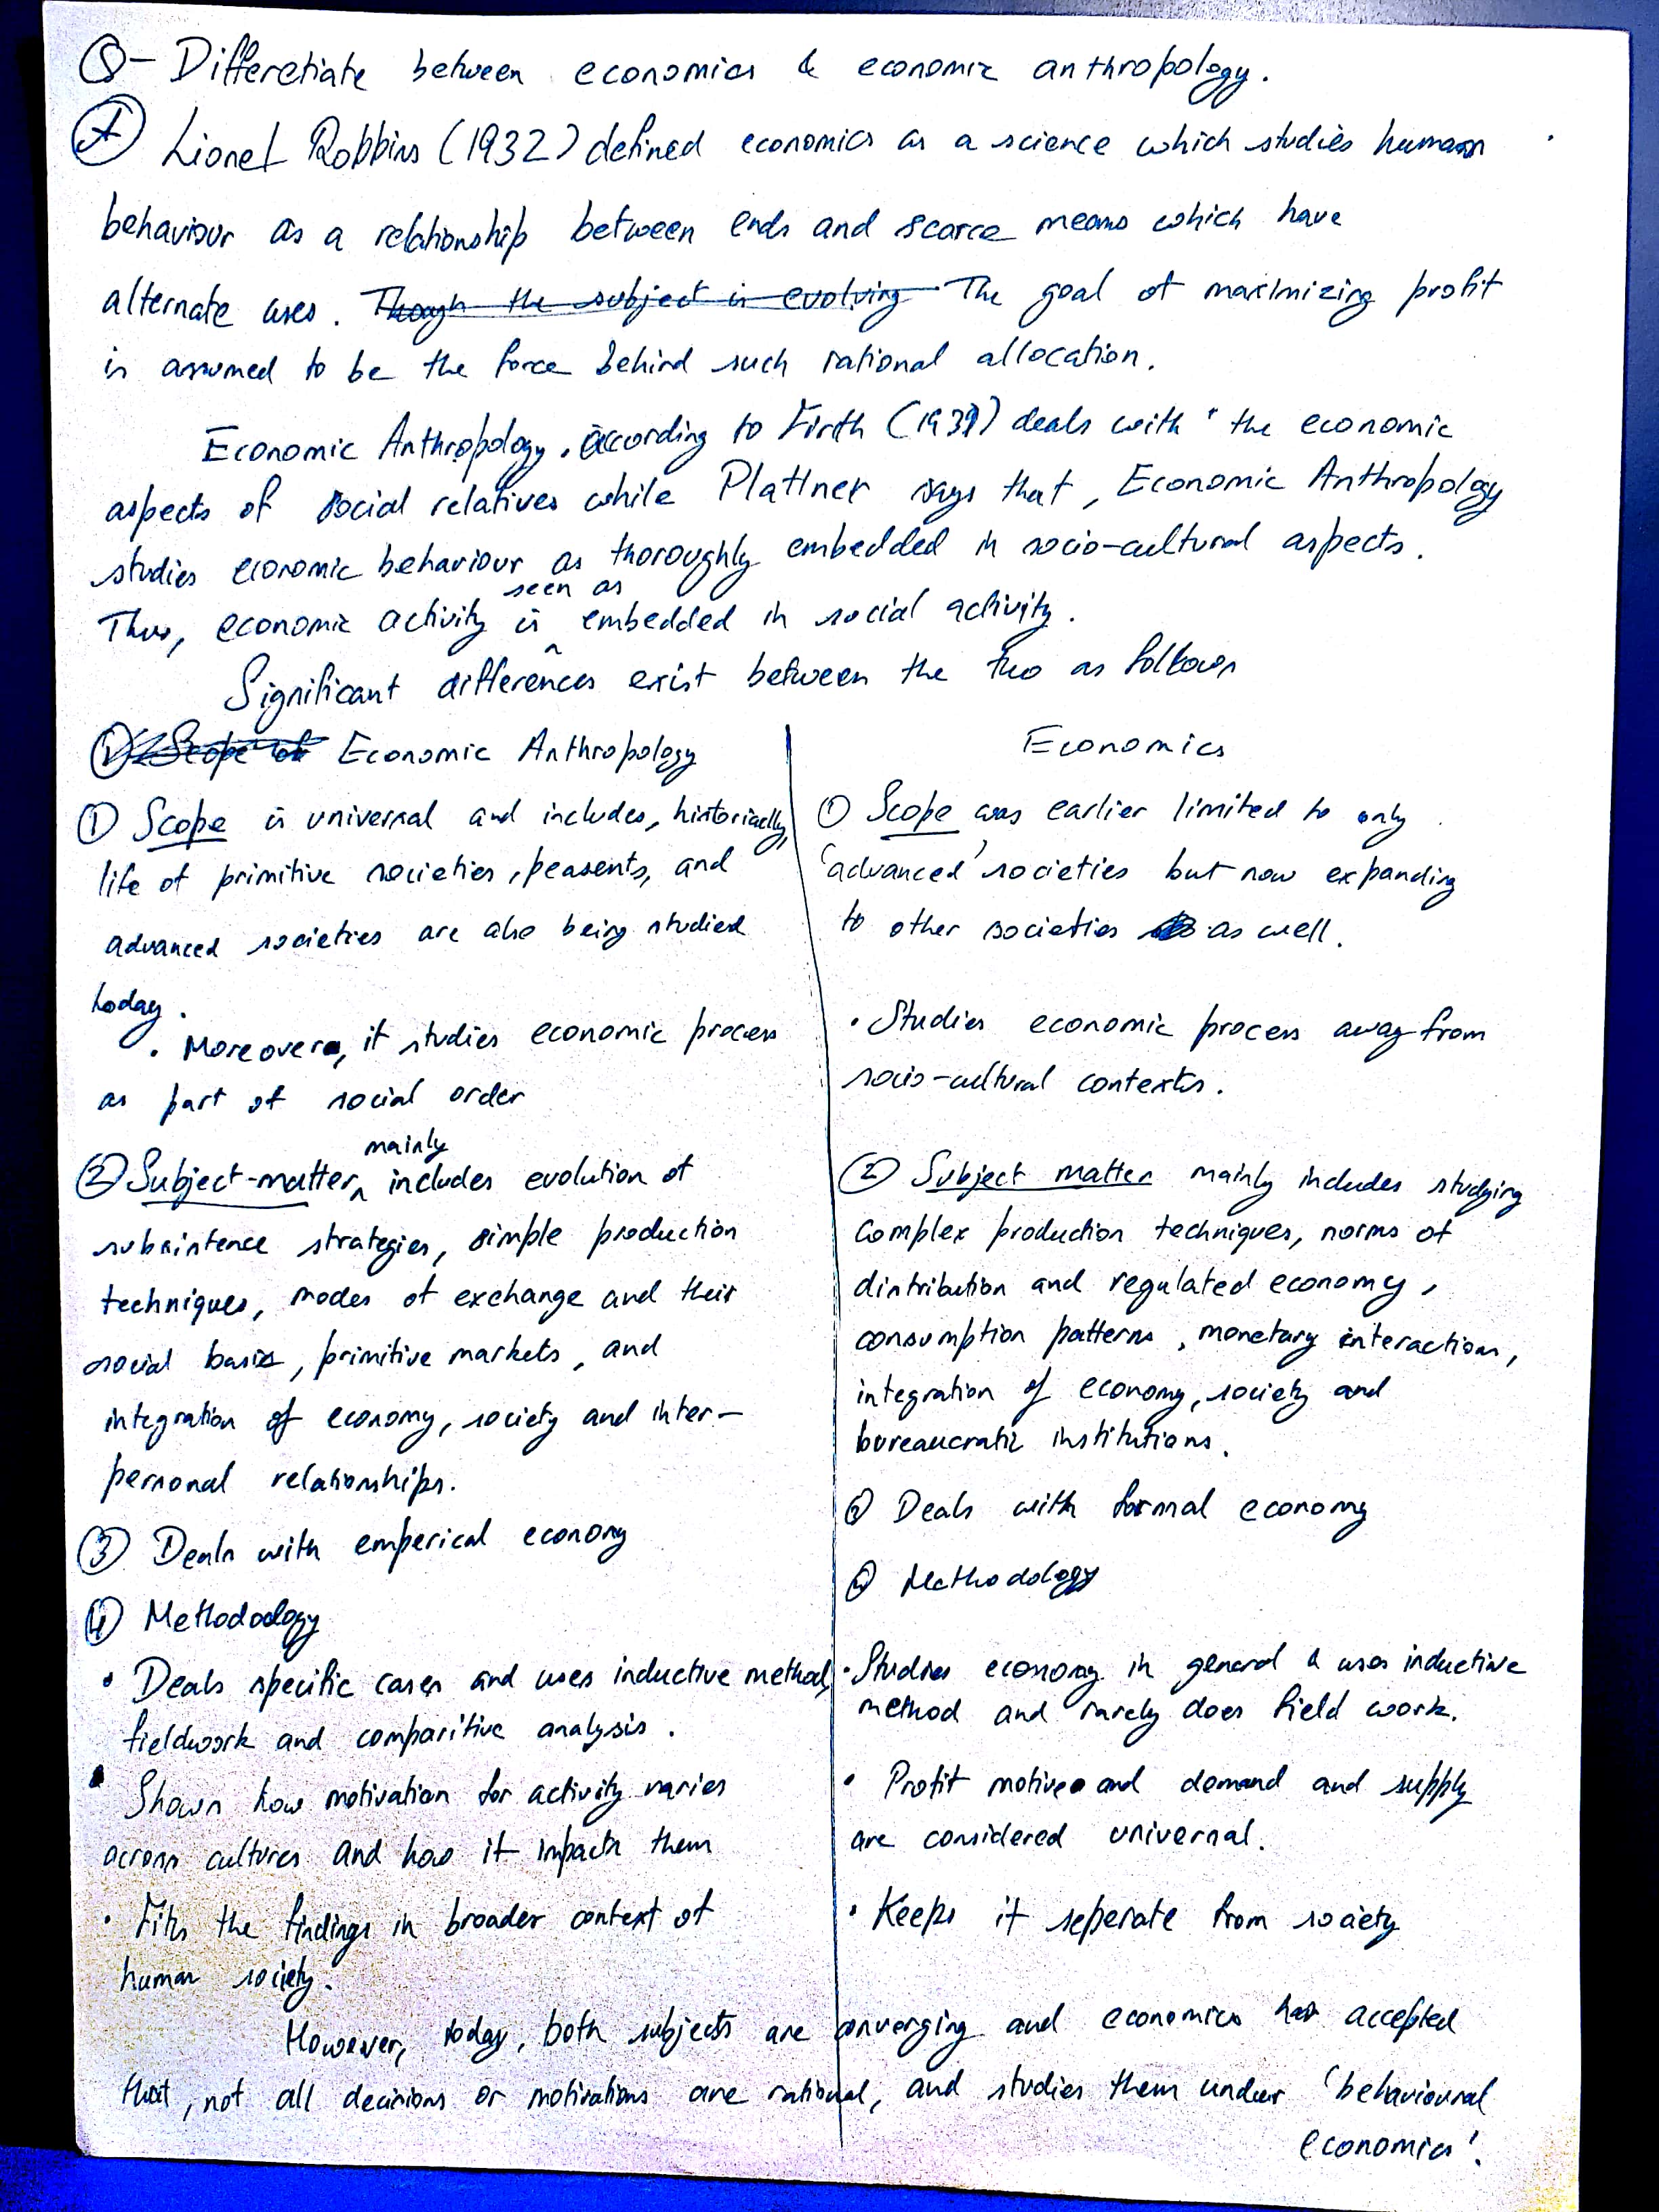 Q- Differetiate between economics & economic anthropology.
A Lionel Robbins (1932) defined economics as a science which studies human
behaviour as a relationship between ends and scarce means which have
alternate uses. Though the subject is evolving The goal of maximizing profit
is assumed to be the force behind such rational allocation.
Economic Anthropology, according to Firth (1939) deals with "the economic
aspects of social relatives while Plattner says that, Economic Anthropology
studies economic behaviour as thoroughly embedded in socio-cultural aspects.
Thus, economic activity is seen as embedded in social activity.
Significant differences exist between the two as follows
① Scope of Economic Anthropology
① Scope is universal and includes, historically,
life of primitive societies, peasents, and
advanced societies are also being studied
today.
• Moreover, it studies economic process
as part of social order
② Subject-matter mainly includes evolution of
subsistence strategies, simple production
techniques, modes of exchange and their
social basis, primitive markets, and
integration of economy, society and inter-
personal relationships.
③ Deals with emperical economy
④ Methodology
• Deals specific cases and uses inductive method,
fieldwork and comparitive analysis.
• Shows how motivation for activity varies
across cultures and how it impacts them
• Fits the findings in broader context of
human society.
Economics
① Scope was earlier limited to only
'advanced' societies but now expanding
to other societies as well.
• Studies economic process away from
socio-cultural contexts.
② Subject matter mainly includes studying
complex production techniques, norms of
distribution and regulated economy,
consumption patterns, monetary interactions,
integration of economy, society and
bureaucratic institutions.
③ Deals with formal economy
④ Methodology
• Studies economy in general & uses inductive
method and rarely does field work.
• Profit motive and demand and supply
are considered universal.
• Keeps it seperate from society
However, today, both subjects are converging and economics has accepted
that, not all decisions or motivations are rational, and studies them under 'behavioural
economics'.